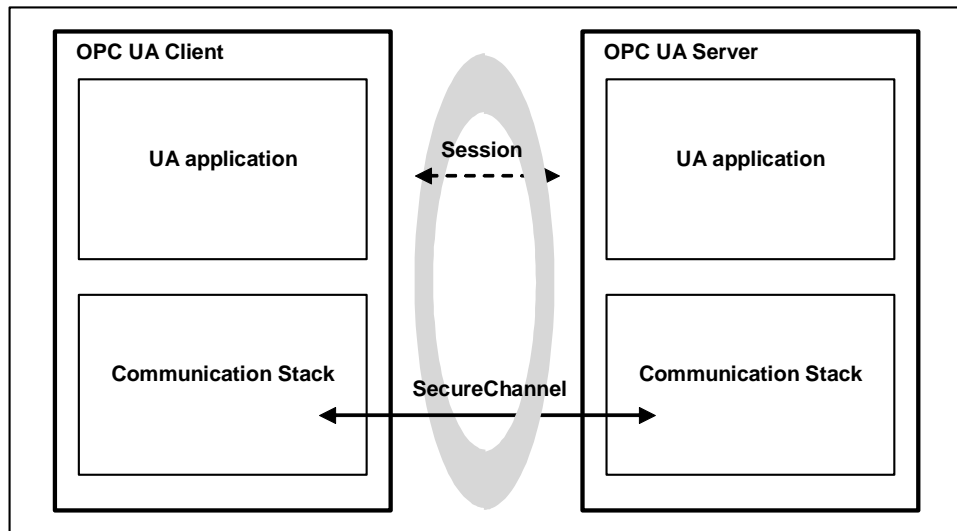 OPC UA Client
OPC UA Server
UA application
Session
UA application
Communication Stack
SecureChannel
Communication Stack